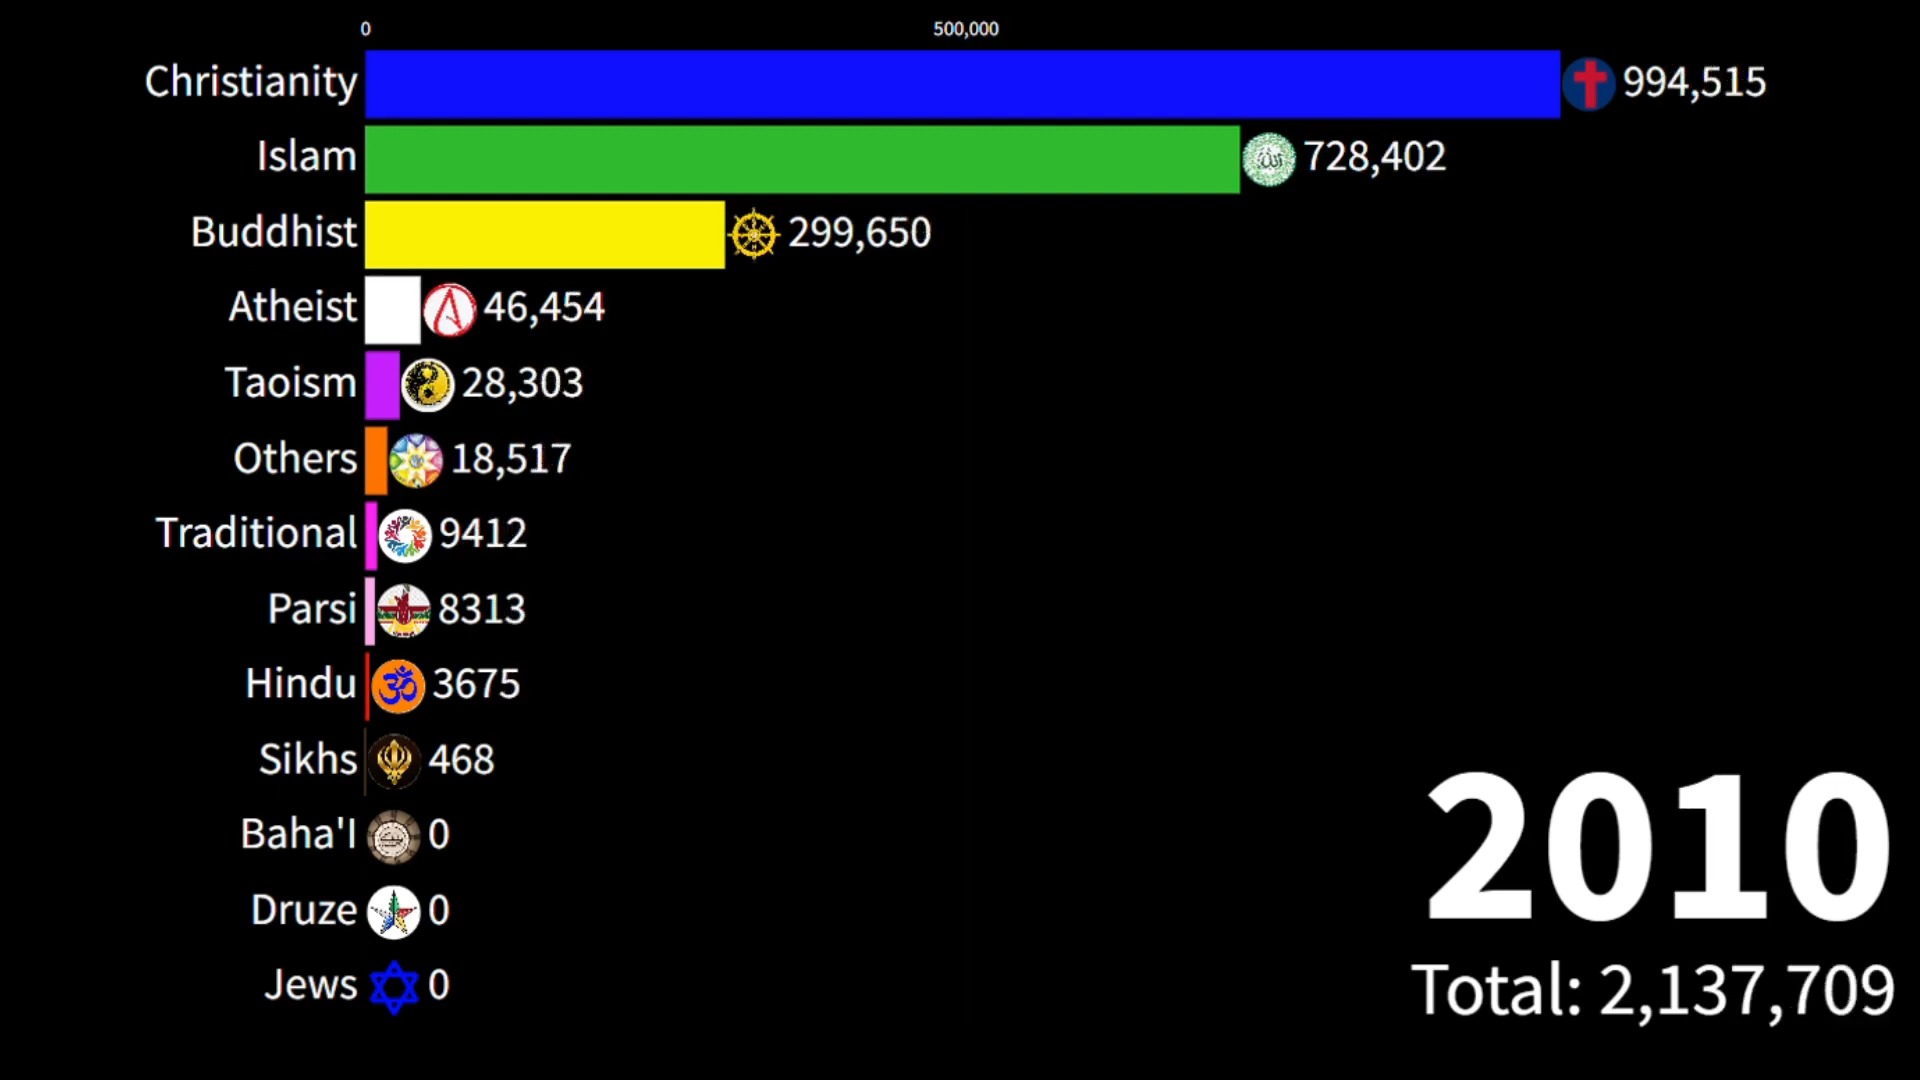 0 500,000
Christianity 994,515
Islam 728,402
Buddhist 299,650
Atheist 46,454
Taoism 28,303
Others 18,517
Traditional 9412
Parsi 8313
Hindu 3675
Sikhs 468
Baha'I 0
Druze 0
Jews 0
2010
Total: 2,137,709